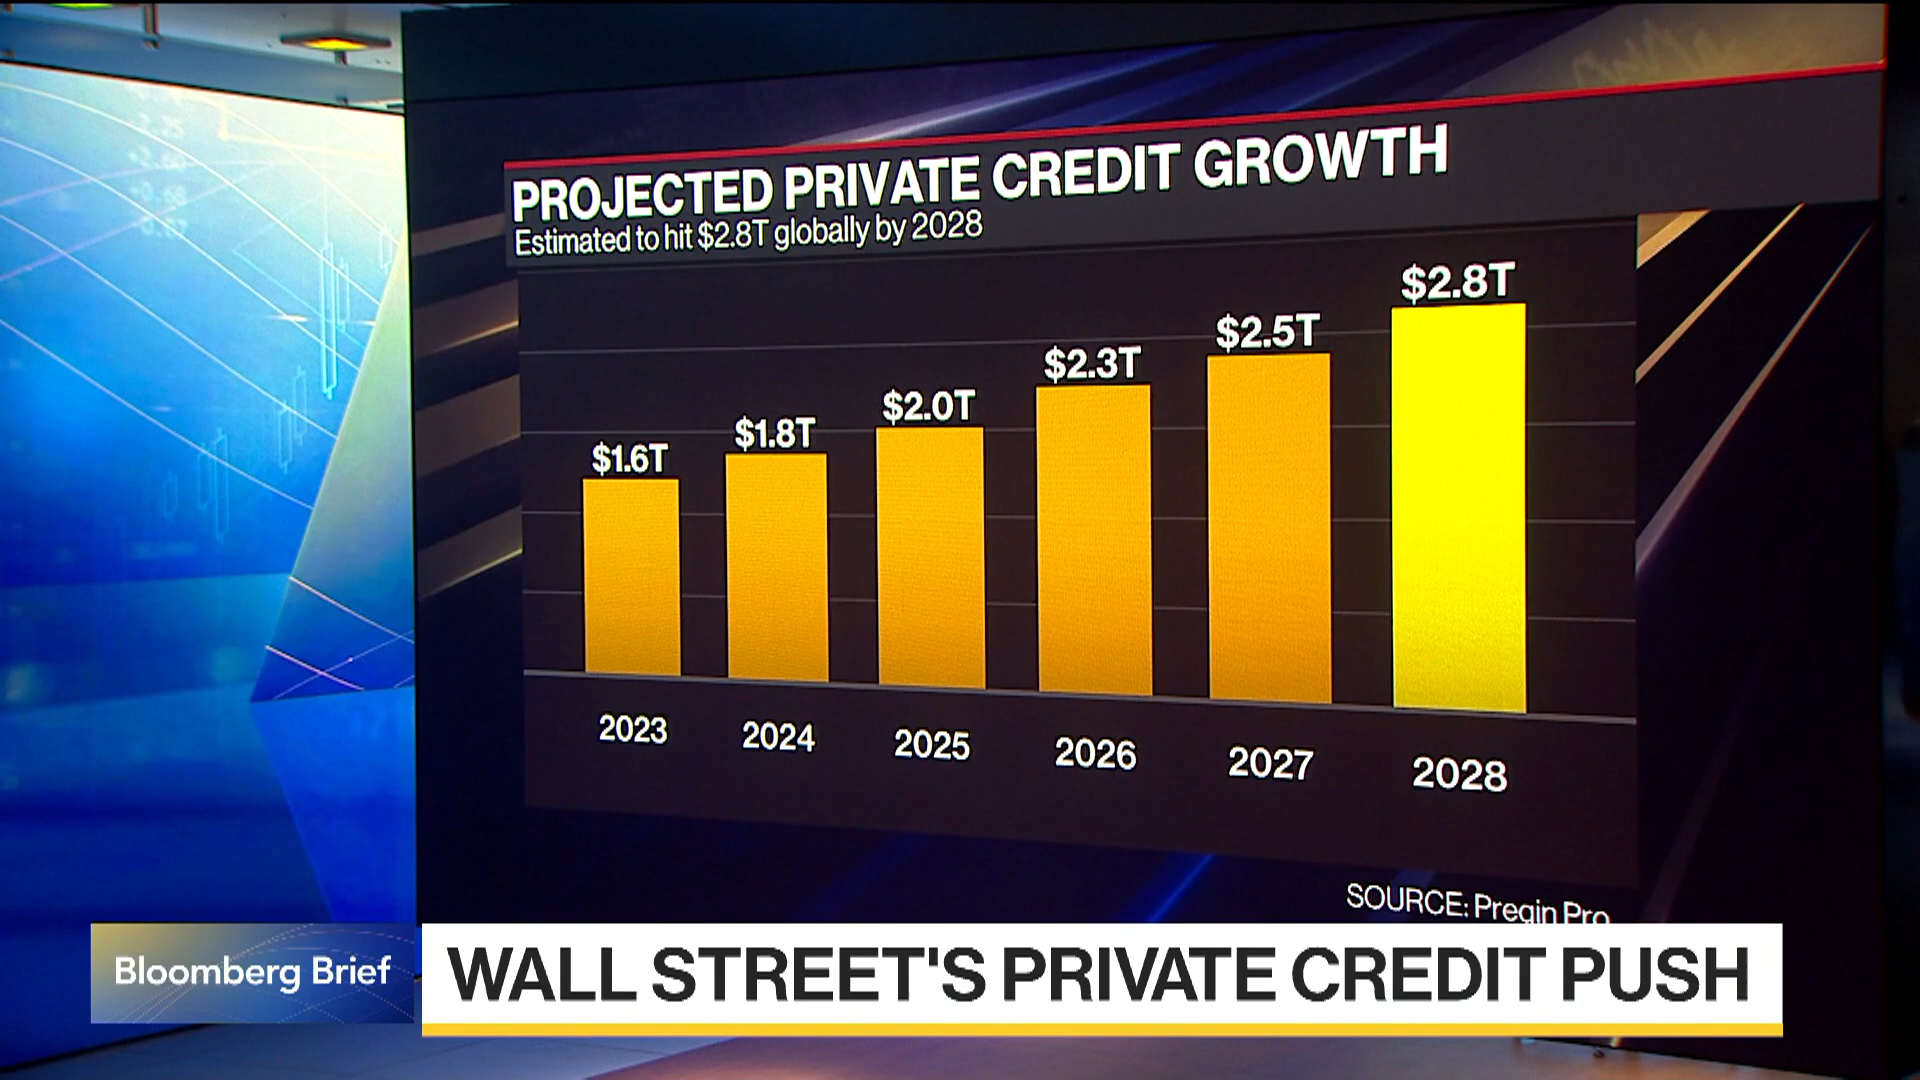 PROJECTED PRIVATE CREDIT GROWTH
Estimated to hit $2.8T globally by 2028
$1.6T
$1.8T
$2.0T
$2.3T
$2.5T
$2.8T
2023
2024
2025
2026
2027
2028
SOURCE: Preqin Pro
Bloomberg Brief
WALL STREET'S PRIVATE CREDIT PUSH